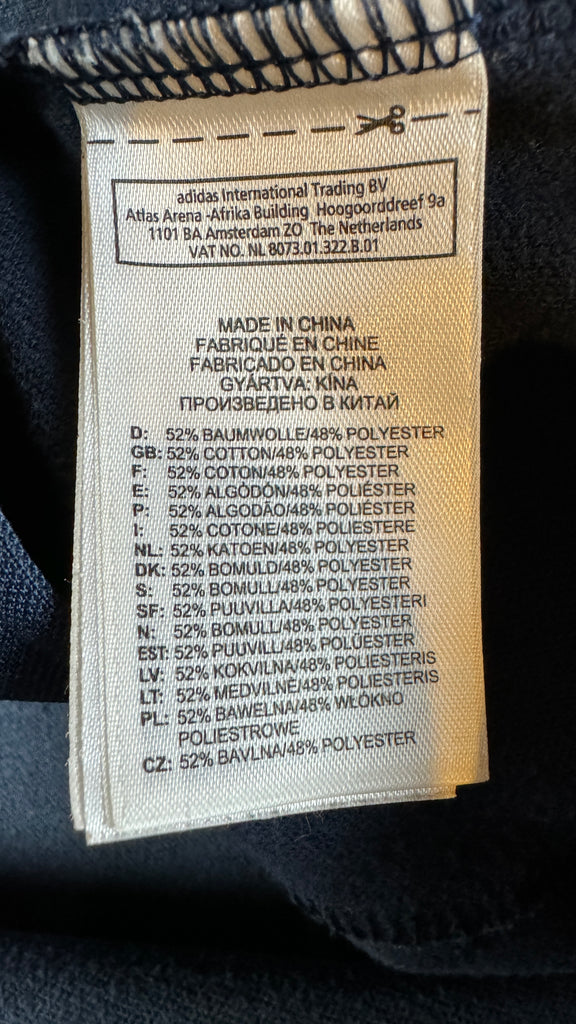 adidas International Trading BV
Atlas Arena -Afrika Building Hoogoorddreef 9a
1101 BA Amsterdam ZO The Netherlands
VAT NO. NL 8073.01.322.B.01
MADE IN CHINA
FABRIQUÉ EN CHINE
FABRICADO EN CHINA
GYÁRTVA: KÍNA
ПРОИЗВЕДЕНО В КИТАЙ
D: 52% BAUMWOLLE/48% POLYESTER
GB: 52% COTTON/48% POLYESTER
F: 52% COTON/48% POLYESTER
E: 52% ALGODÓN/48% POLIÉSTER
P: 52% ALGODÃO/48% POLIÉSTER
I: 52% COTONE/48% POLIESTERE
NL: 52% KATOEN/48% POLYESTER
DK: 52% BOMULD/48% POLYESTER
S: 52% BOMULL/48% POLYESTER
SF: 52% PUUVILLA/48% POLYESTERI
N: 52% BOMULL/48% POLYESTER
EST: 52% PUUVILL/48% POLÜESTER
LV: 52% KOKVILNA/48% POLIESTERIS
LT: 52% MEDVILNĖ/48% POLIESTERIS
PL: 52% BAWEŁNA/48% WŁÓKNO
POLIESTROWE
CZ: 52% BAVLNA/48% POLYESTER